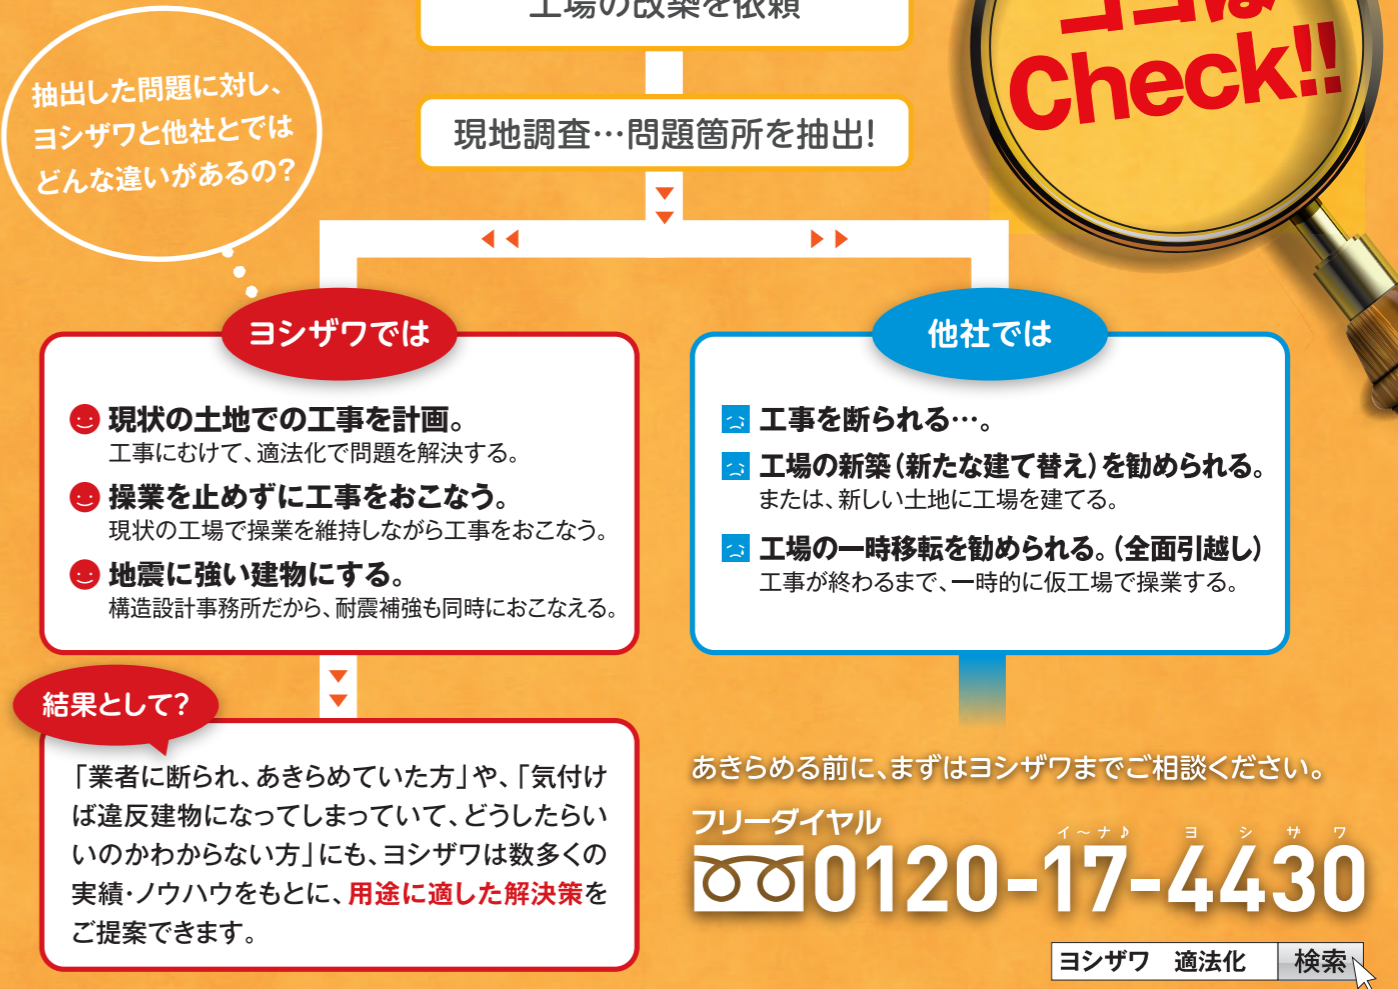 工場の改築を依頼
ココは
Check!!
抽出した問題に対し、
ヨシザワと他社とでは
どんな違いがあるの？
現地調査…問題箇所を抽出！
ヨシザワでは
現状の土地での工事を計画。
工事にむけて、適法化で問題を解決する。
操業を止めずに工事をおこなう。
現状の工場で操業を維持しながら工事をおこなう。
地震に強い建物にする。
構造設計事務所だから、耐震補強も同時におこなえる。
他社では
工事を断られる…。
工場の新築（新たな建て替え）を勧められる。
または、新しい土地に工場を建てる。
工場の一時移転を勧められる。（全面引越し）
工事が終わるまで、一時的に仮工場で操業する。
結果として？
「業者に断られ、あきらめていた方」や、「気付け
ば違反建物になってしまっていて、どうしたらい
いのかわからない方」にも、ヨシザワは数多くの
実績・ノウハウをもとに、用途に適した解決策を
ご提案できます。
あきらめる前に、まずはヨシザワまでご相談ください。
フリーダイヤル
イ～ナ♪ ヨ シ ザ ワ
0120-17-4430
ヨシザワ　適法化 検索